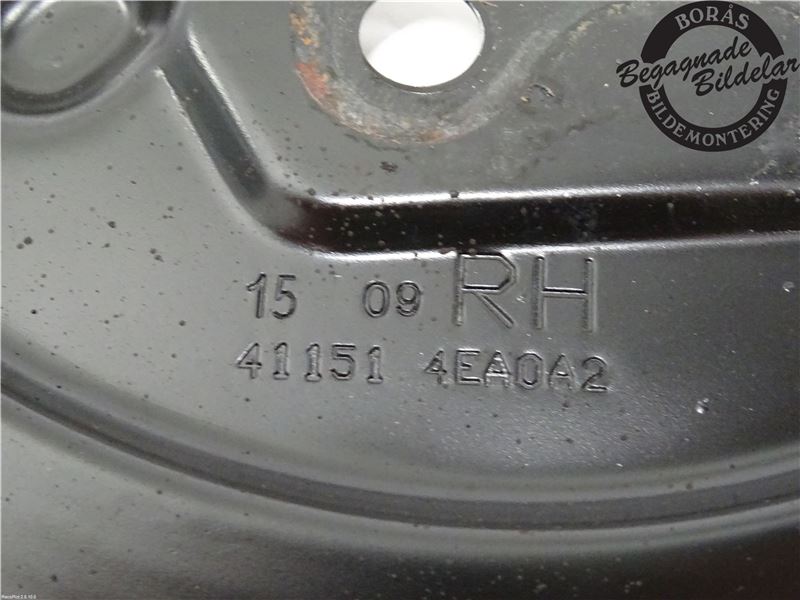 BORÅS
Begagnade
Bildelar
BILDEMONTERING
15 09 RH
41151 4EA0A2